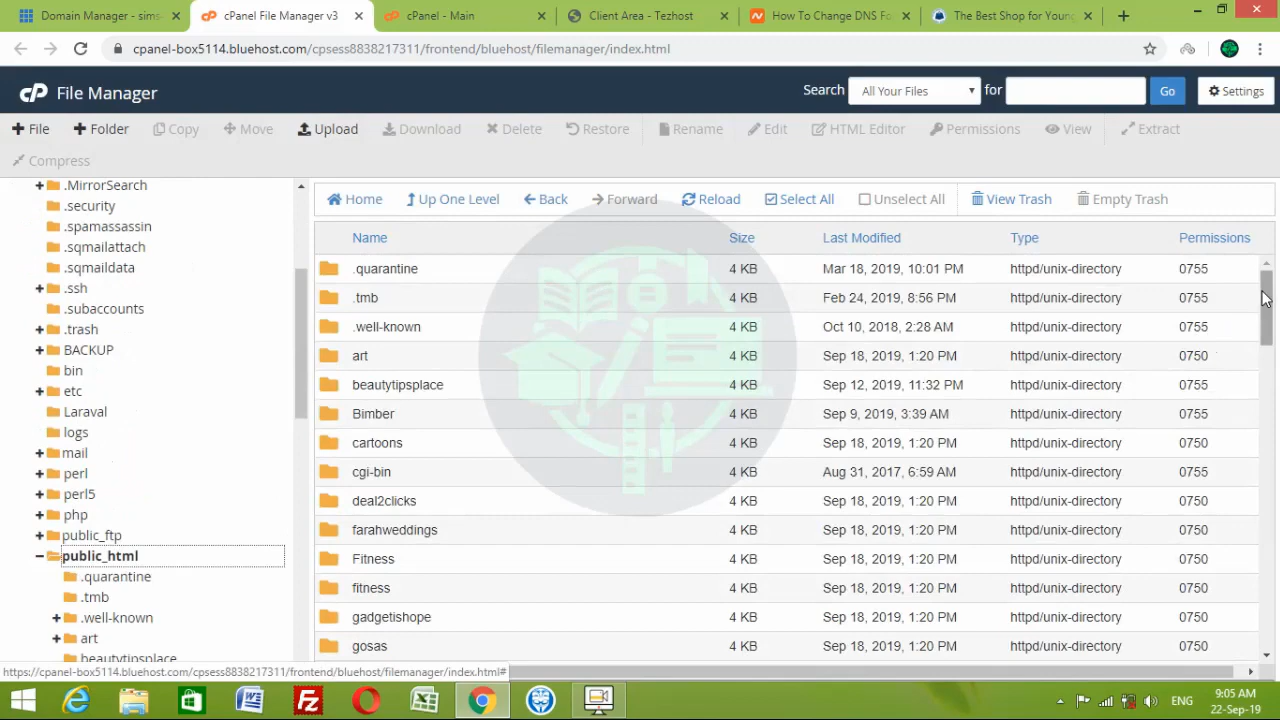 Domain Manager - sims-
cPanel File Manager v3
cPanel - Main
Client Area - Tezhost
How To Change DNS Fo
The Best Shop for Young
cpanel-box5114.bluehost.com/cpsess8838217311/frontend/bluehost/filemanager/index.html
cP File Manager
Search All Your Files for Go Settings
File Folder Copy Move Upload Download Delete Restore Rename Edit HTML Editor Permissions View Extract
Compress
.MirrorSearch
.security
.spamassassin
.sqmailattach
.sqmaildata
.ssh
.subaccounts
.trash
BACKUP
bin
etc
Laraval
logs
mail
perl
perl5
php
public_ftp
public_html
.quarantine
.tmb
.well-known
art
beautytipsplace
Home Up One Level Back Forward Reload Select All Unselect All View Trash Empty Trash
Name Size Last Modified Type Permissions
.quarantine 4 KB Mar 18, 2019, 10:01 PM httpd/unix-directory 0755
.tmb 4 KB Feb 24, 2019, 8:56 PM httpd/unix-directory 0755
.well-known 4 KB Oct 10, 2018, 2:28 AM httpd/unix-directory 0755
art 4 KB Sep 18, 2019, 1:20 PM httpd/unix-directory 0750
beautytipsplace 4 KB Sep 12, 2019, 11:32 PM httpd/unix-directory 0750
Bimber 4 KB Sep 9, 2019, 3:39 AM httpd/unix-directory 0750
cartoons 4 KB Sep 18, 2019, 1:20 PM httpd/unix-directory 0750
cgi-bin 4 KB Aug 31, 2017, 6:59 AM httpd/unix-directory 0755
deal2clicks 4 KB Sep 18, 2019, 1:20 PM httpd/unix-directory 0750
farahweddings 4 KB Sep 18, 2019, 1:20 PM httpd/unix-directory 0750
Fitness 4 KB Sep 18, 2019, 1:20 PM httpd/unix-directory 0750
fitness 4 KB Sep 18, 2019, 1:20 PM httpd/unix-directory 0750
gadgetishope 4 KB Sep 18, 2019, 1:20 PM httpd/unix-directory 0750
gosas 4 KB Sep 18, 2019, 1:20 PM httpd/unix-directory 0750
https://cpanel-box5114.bluehost.com/cpsess8838217311/frontend/bluehost/filemanager/index.html#
ENG
9:05 AM
22-Sep-19